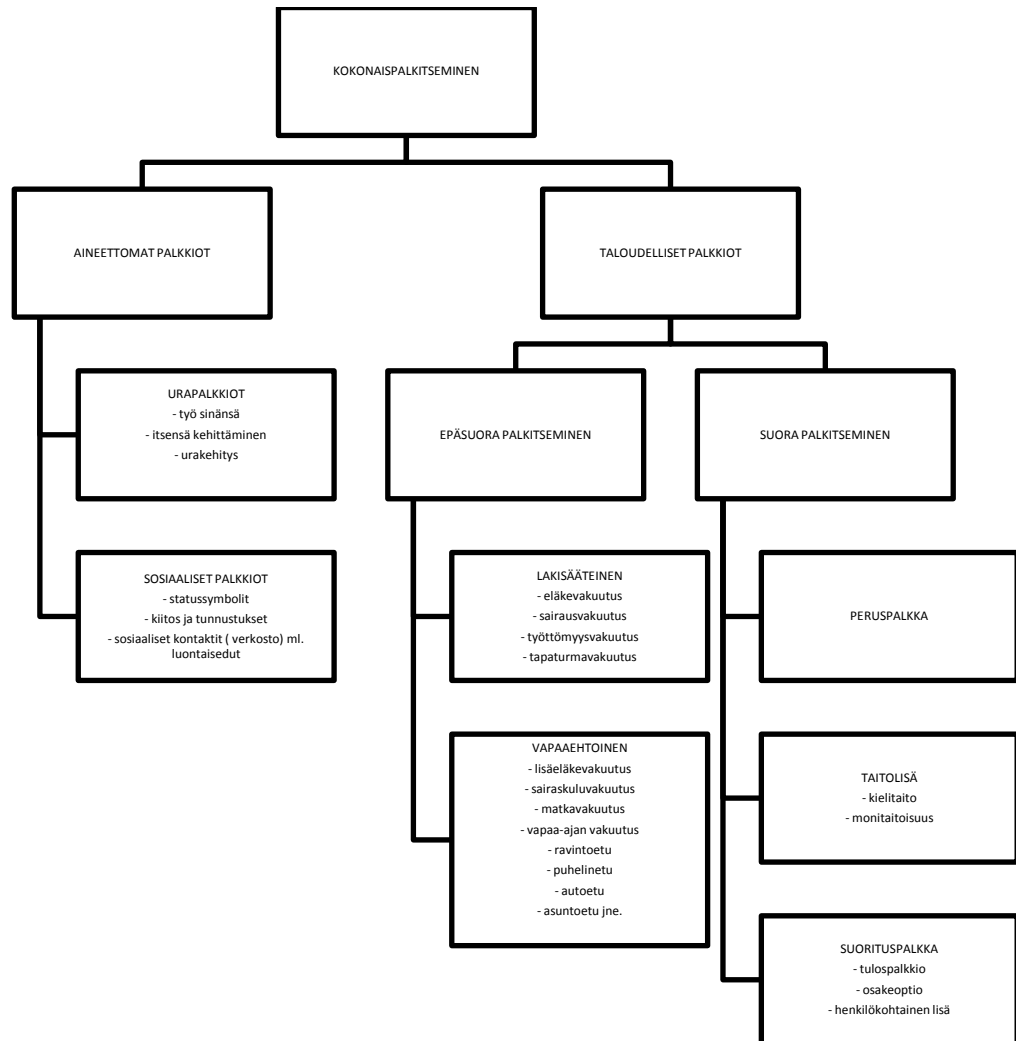 KOKONAISPALKITSEMINEN
AINEETTOMAT PALKKIOT
TALOUDELLISET PALKKIOT
URAPALKKIOT
- työ sinänsä
- itsensä kehittäminen
- urakehitys
EPÄSUORA PALKITSEMINEN
SUORA PALKITSEMINEN
SOSIAALISET PALKKIOT
- statussymbolit
- kiitos ja tunnustukset
- sosiaaliset kontaktit ( verkosto) ml.
luontaisedut
LAKISÄÄTEINEN
- eläkevakuutus
- sairausvakuutus
- työttömyysvakuutus
- tapaturmavakuutus
PERUSPALKKA
VAPAAEHTOINEN
- lisäeläkevakuutus
- sairaskuluvakuutus
- matkavakuutus
- vapaa-ajan vakuutus
- ravintoetu
- puhelinetu
- autoetu
- asuntoetu jne.
TAITOLISÄ
- kielitaito
- monitaitoisuus
SUORITUSPALKKA
- tulospalkkio
- osakeoptio
- henkilökohtainen lisä